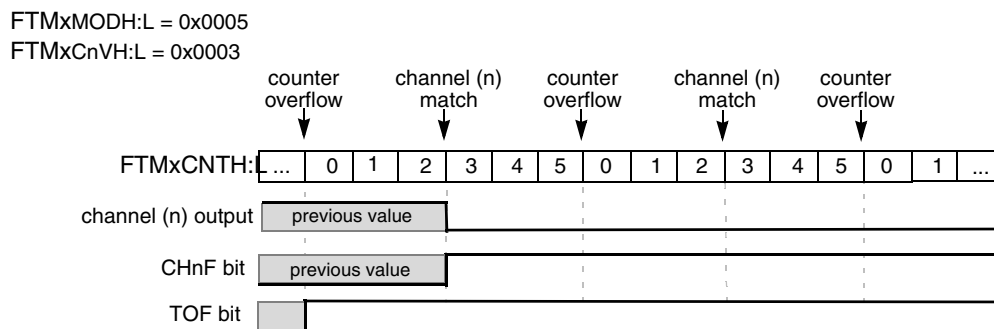 FTMxMODH:L = 0x0005
FTMxCnVH:L = 0x0003
counter overflow
channel (n) match
counter overflow
channel (n) match
counter overflow
FTMxCNTH:L ... 0 1 2 3 4 5 0 1 2 3 4 5 0 1 ...
channel (n) output previous value
CHnF bit previous value
TOF bit